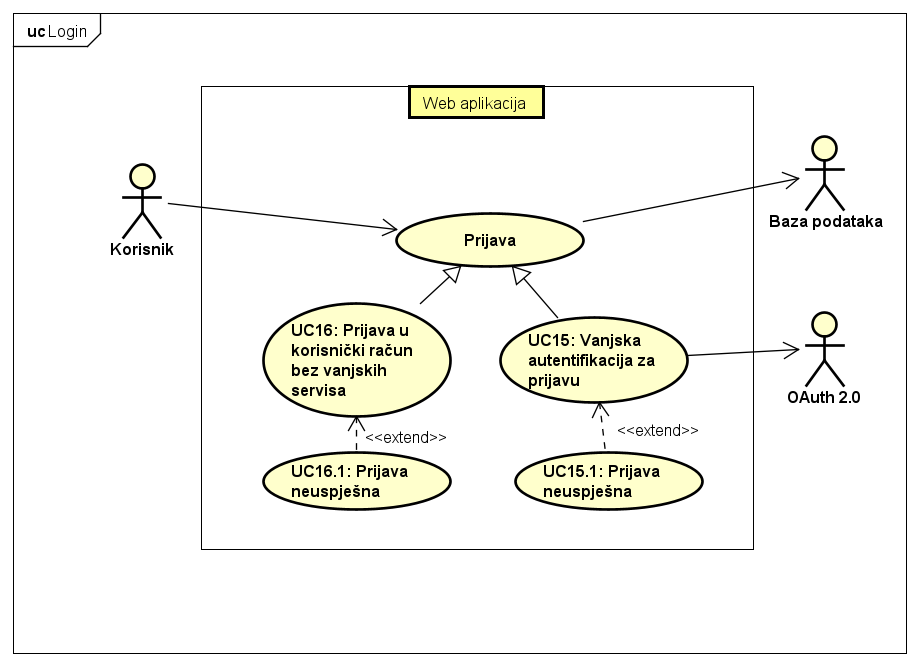 uc Login
Web aplikacija
Korisnik
Baza podataka
Prijava
UC16: Prijava u
korisnički račun
bez vanjskih
servisa
UC15: Vanjska
autentifikacija za
prijavu
OAuth 2.0
<<extend>>
<<extend>>
UC16.1: Prijava
neuspješna
UC15.1: Prijava
neuspješna